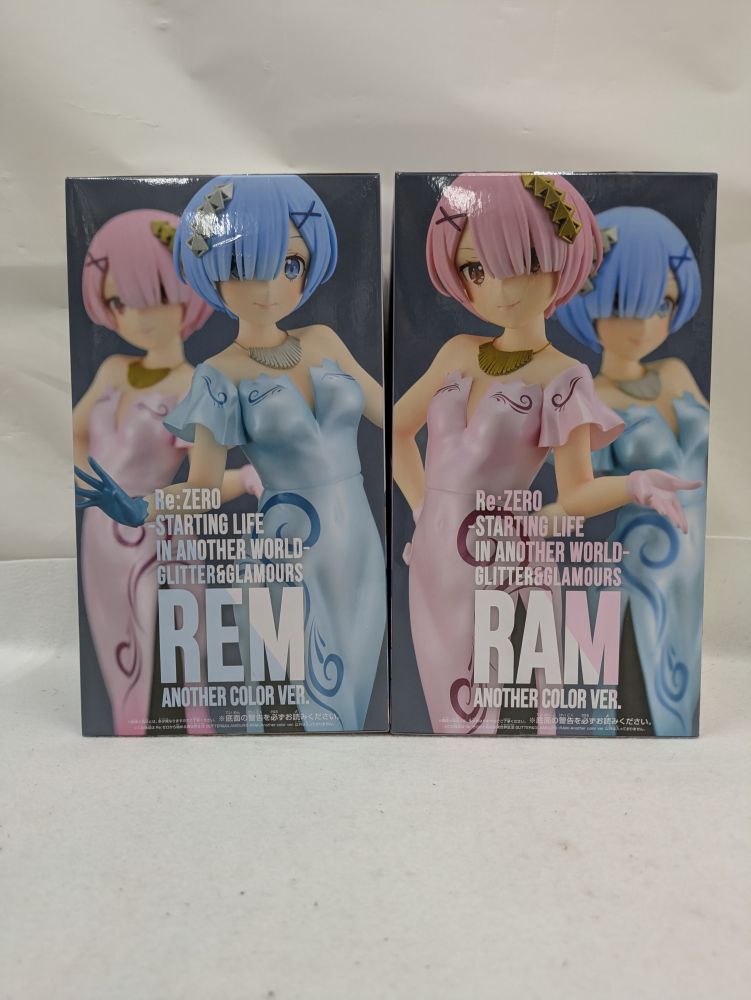 Re:ZERO
-STARTING LIFE
IN ANOTHER WORLD-
GLITTER&GLAMOURS
REM
ANOTHER COLOR VER.
※底面の警告を必ずお読みください。
Re:ZERO
-STARTING LIFE
IN ANOTHER WORLD-
GLITTER&GLAMOURS
RAM
ANOTHER COLOR VER.
※底面の警告を必ずお読みください。